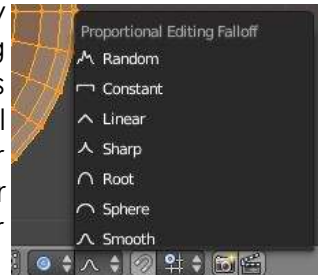 Proportional Editing Falloff
Random
Constant
Linear
Sharp
Root
Sphere
Smooth